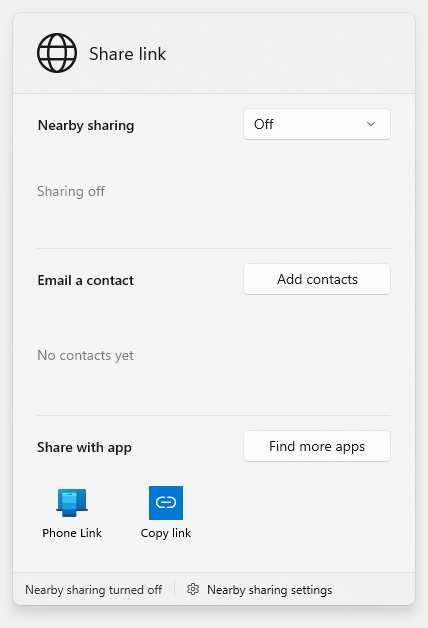 Share link
Nearby sharing
Off
Sharing off
Email a contact
Add contacts
No contacts yet
Share with app
Find more apps
Phone Link
Copy link
Nearby sharing turned off
Nearby sharing settings